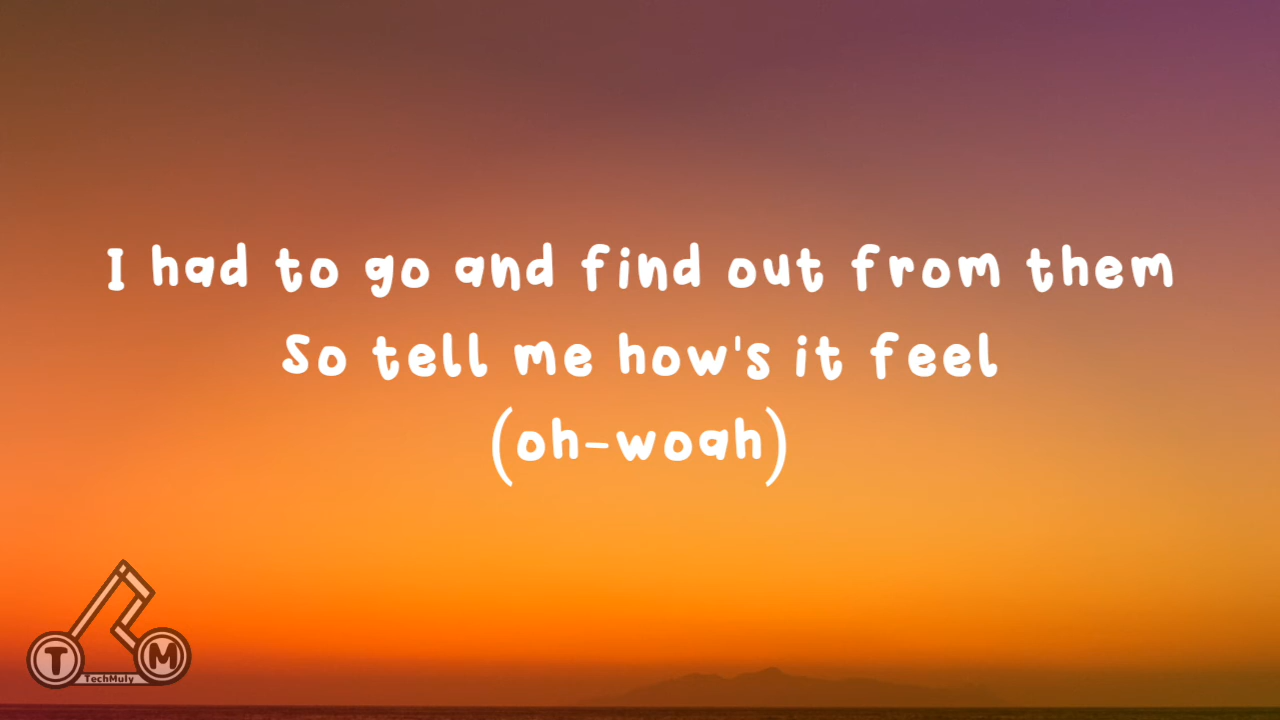 I had to go and find out from them
So tell me how's it feel
(oh-woah)
T M
TechMuly